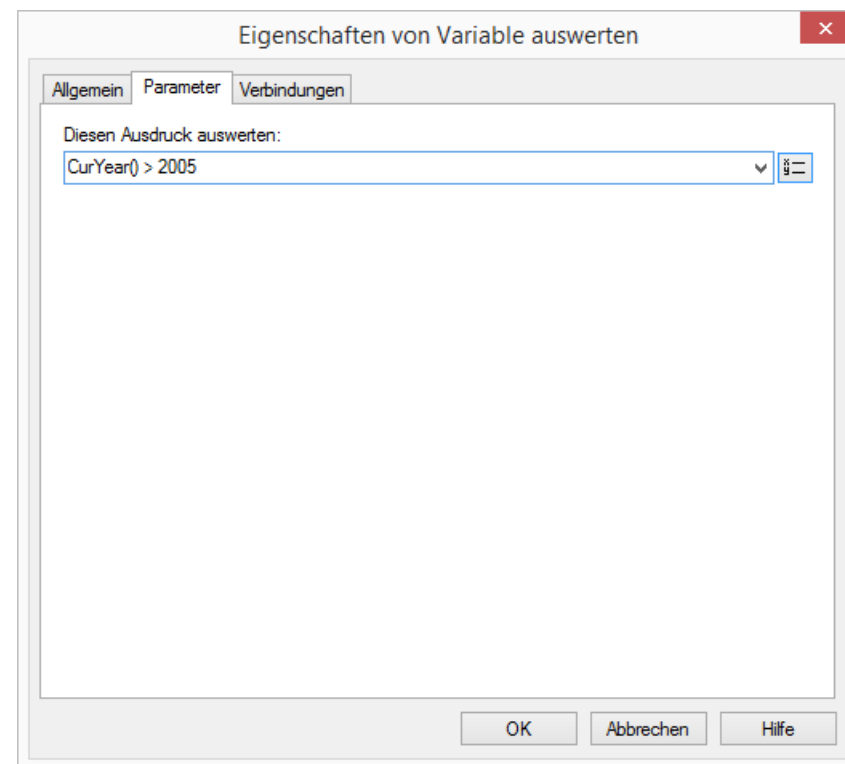 Eigenschaften von Variable auswerten
Allgemein Parameter Verbindungen
Diesen Ausdruck auswerten:
CurYear() > 2005
OK Abbrechen Hilfe